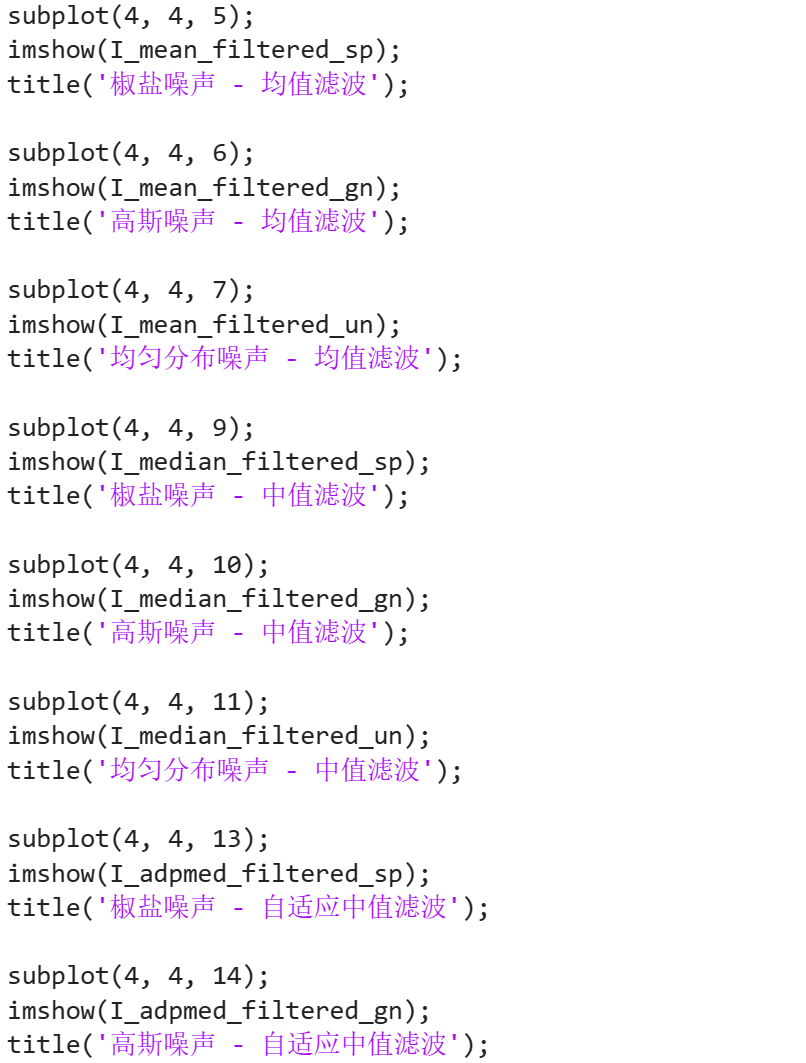 subplot(4, 4, 5);
imshow(I_mean_filtered_sp);
title('椒盐噪声 - 均值滤波');
subplot(4, 4, 6);
imshow(I_mean_filtered_gn);
title('高斯噪声 - 均值滤波');
subplot(4, 4, 7);
imshow(I_mean_filtered_un);
title('均匀分布噪声 - 均值滤波');
subplot(4, 4, 9);
imshow(I_median_filtered_sp);
title('椒盐噪声 - 中值滤波');
subplot(4, 4, 10);
imshow(I_median_filtered_gn);
title('高斯噪声 - 中值滤波');
subplot(4, 4, 11);
imshow(I_median_filtered_un);
title('均匀分布噪声 - 中值滤波');
subplot(4, 4, 13);
imshow(I_adpmed_filtered_sp);
title('椒盐噪声 - 自适应中值滤波');
subplot(4, 4, 14);
imshow(I_adpmed_filtered_gn);
title('高斯噪声 - 自适应中值滤波');